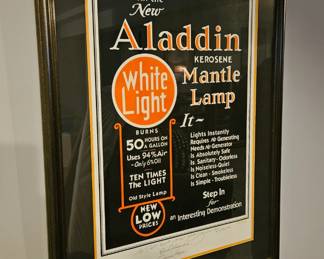 the
New
Aladdin
KEROSENE
Mantle
Lamp
White
Light
It~
BURNS
50 HOURS ON
A GALLON
Uses 94% Air
-Only 6% Oil
TEN TIMES
THE LIGHT
Old Style Lamp
NEW
LOW
PRICES
Lights Instantly
Requires No Generating
Needs No Generator
Is Absolutely Safe
Is Sanitary - Odorless
Is Noiseless - Quiet
Is Clean - Smokeless
Is Simple - Troubleless
Step In
for
an Interesting Demonstration